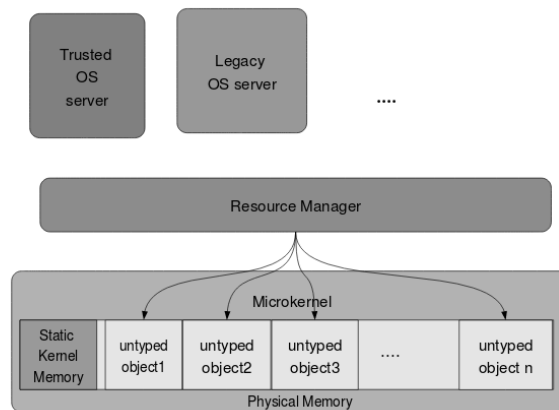 Trusted
OS
server
Legacy
OS server
....
Resource Manager
Microkernel
Static
Kernel
Memory
untyped
object1
untyped
object2
untyped
object3
....
untyped
object n
Physical Memory